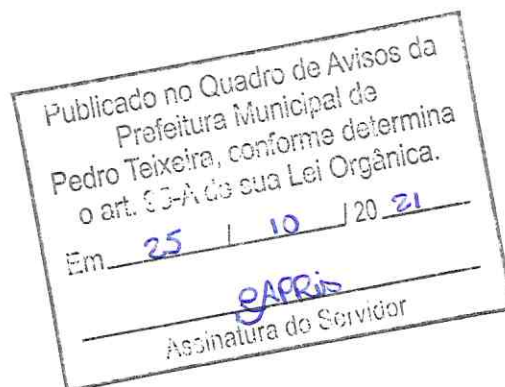 Publicado no Quadro de Avisos da
Prefeitura Municipal de
Pedro Teixeira, conforme determina
o art. da sua Lei Orgânica.
Em 25 / 10 / 20 21
Assinatura do Servidor